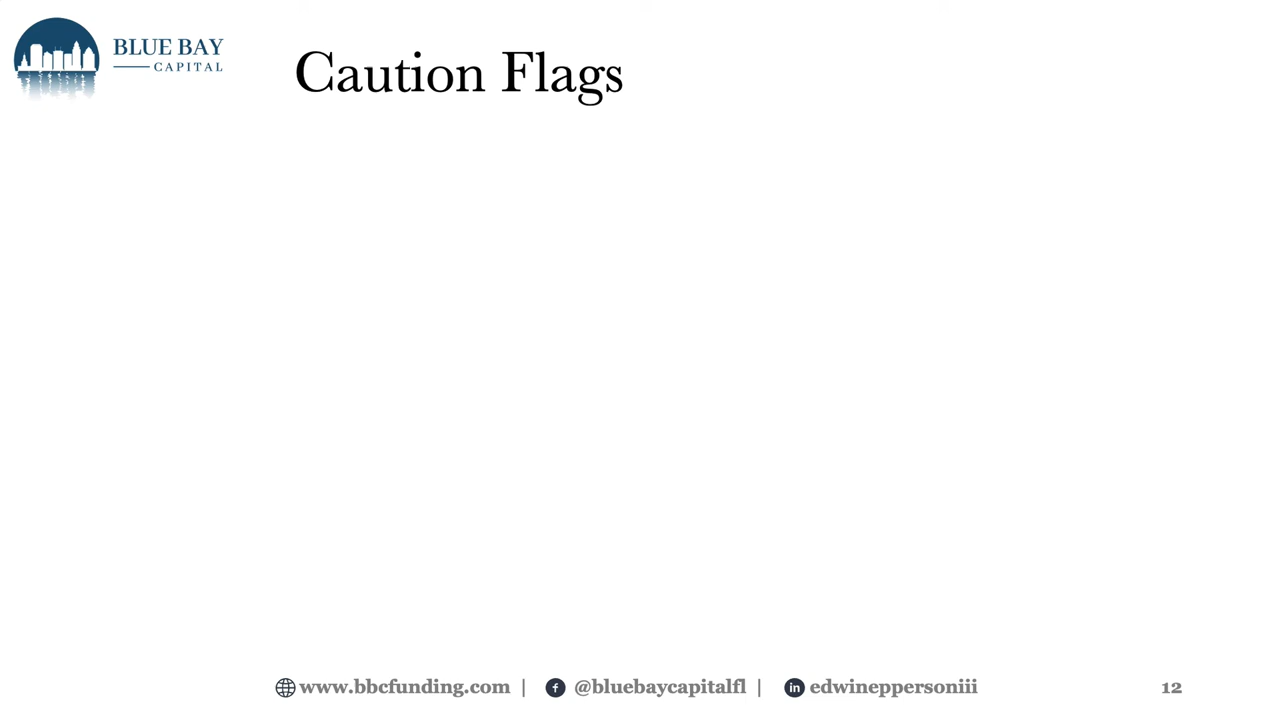 BLUE BAY
CAPITAL
Caution Flags
www.bbcfunding.com | @bluebaycapitalfl | edwineppersoniii 12